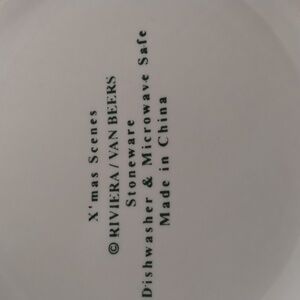 X'mas Scenes
© RIVIERA / VAN BEERS
Stoneware
Dishwasher & Microwave Safe
Made in China